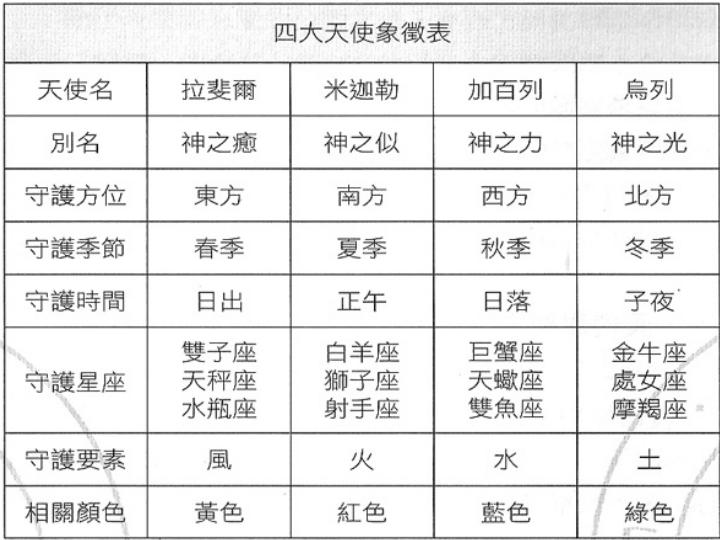 四大天使象徵表
天使名 拉斐爾 米迦勒 加百列 烏列
別名 神之癒 神之似 神之力 神之光
守護方位 東方 南方 西方 北方
守護季節 春季 夏季 秋季 冬季
守護時間 日出 正午 日落 子夜
守護星座 雙子座 白羊座 巨蟹座 金牛座
天秤座 獅子座 天蠍座 處女座
水瓶座 射手座 雙魚座 摩羯座
守護要素 風 火 水 土
相關顏色 黃色 紅色 藍色 綠色